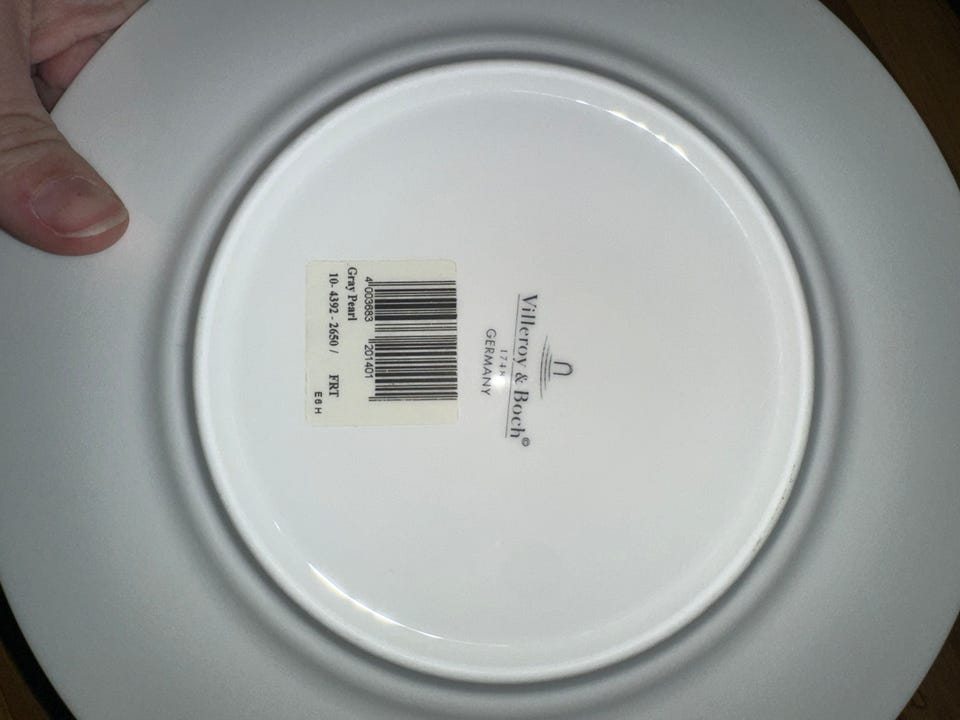 Villeroy & Boch©
1748
GERMANY
4 003683 201401
Gray Pearl
10- 4392 - 2650 / FRT
E6H